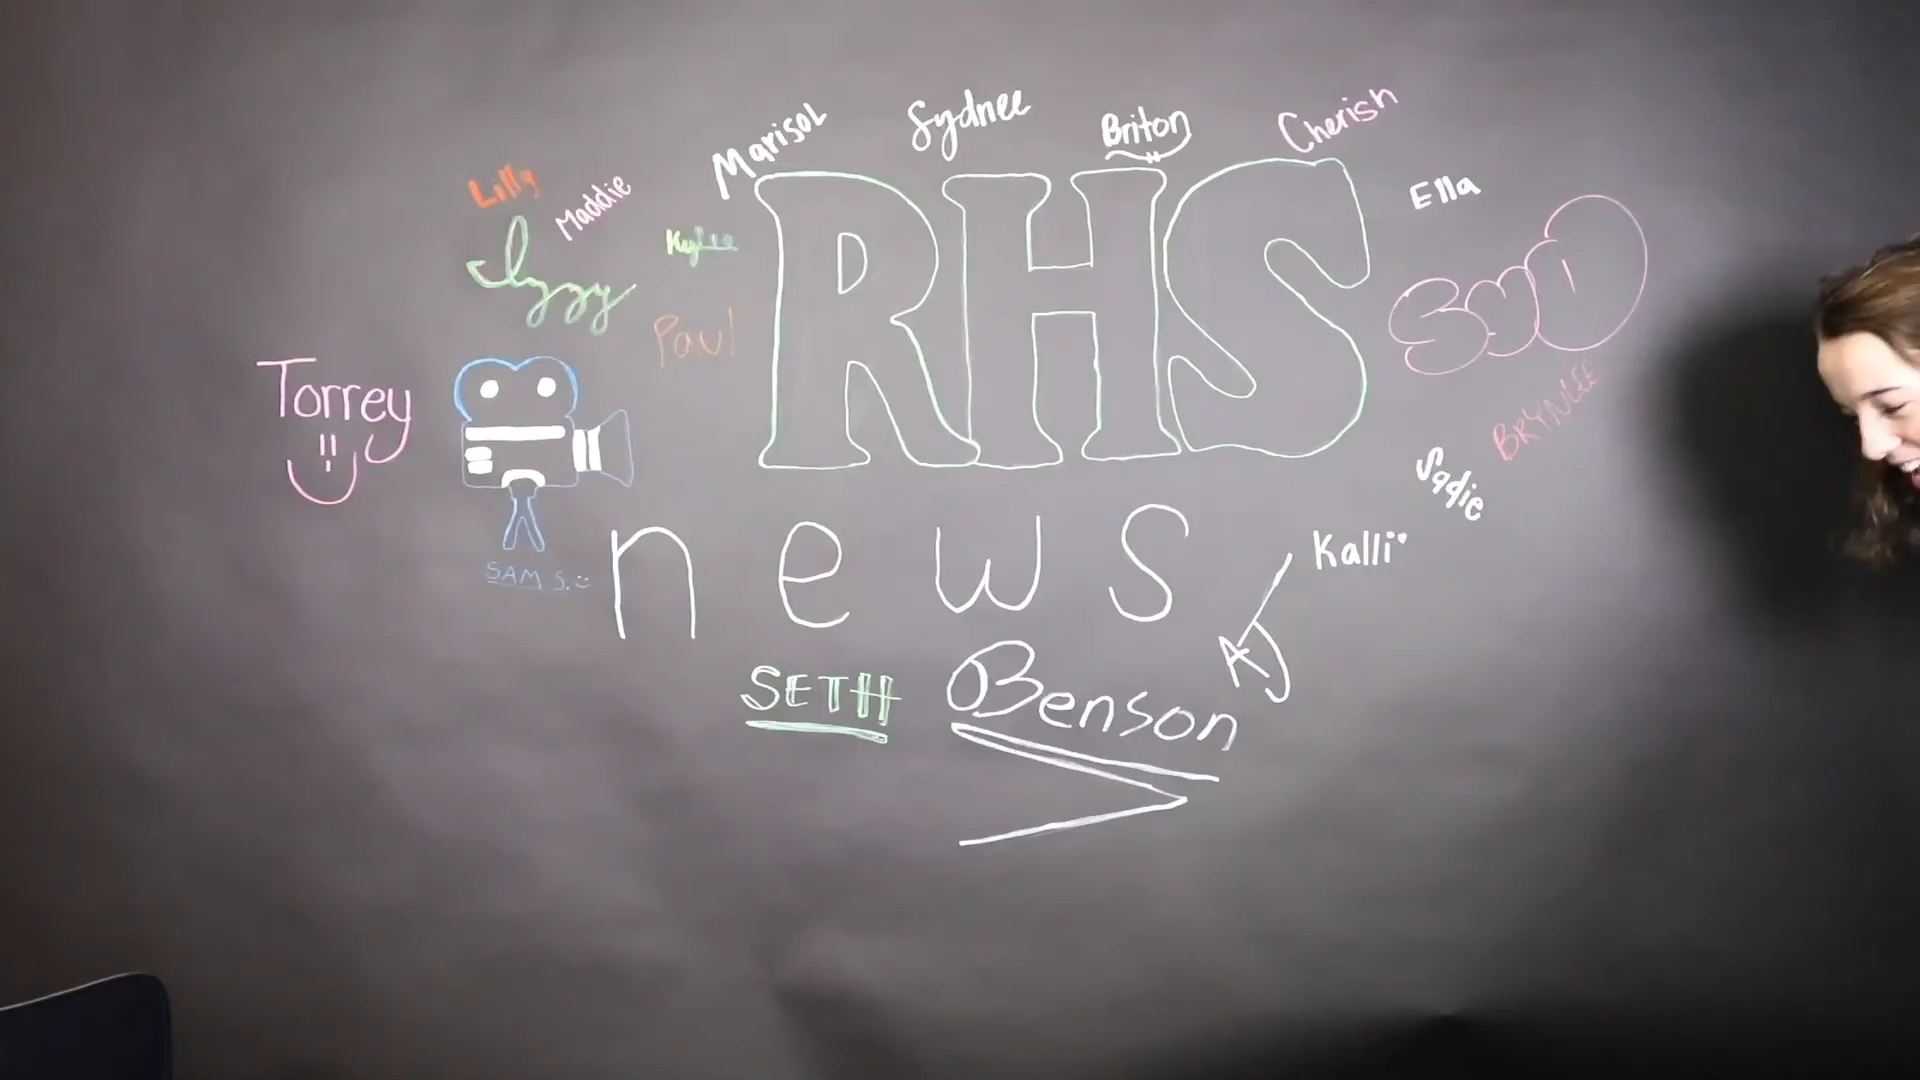 Marisol
Sydnee
Briton
Cherish
Lilly
Maddie
Ella
Kylee
Izzy
Paul
RHS
SYD
Torrey
BRYNLEE
Sadie
SAM S.
news
Kalli
AJ
SETH
Benson